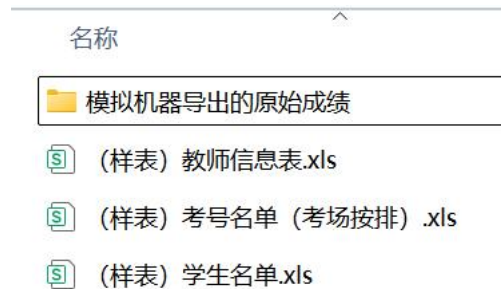 名称
模拟机器导出的原始成绩
（样表）教师信息表.xls
（样表）考号名单（考场按排）.xls
（样表）学生名单.xls